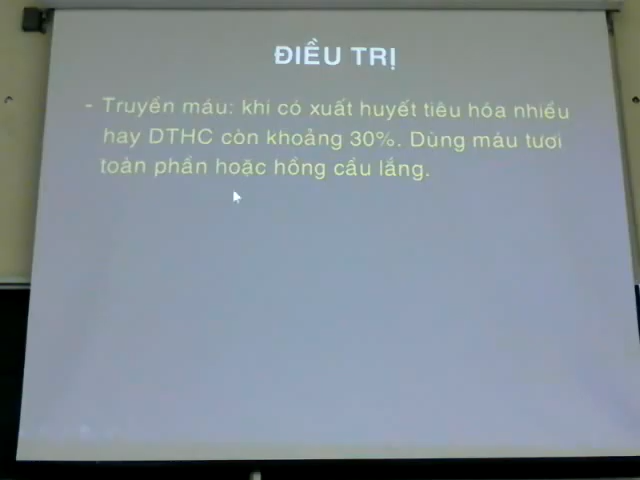 ĐIỀU TRỊ
- Truyền máu: khi có xuất huyết tiêu hóa nhiều
hay DTHC còn khoảng 30%. Dùng máu tươi
toàn phần hoặc hồng cầu lắng.